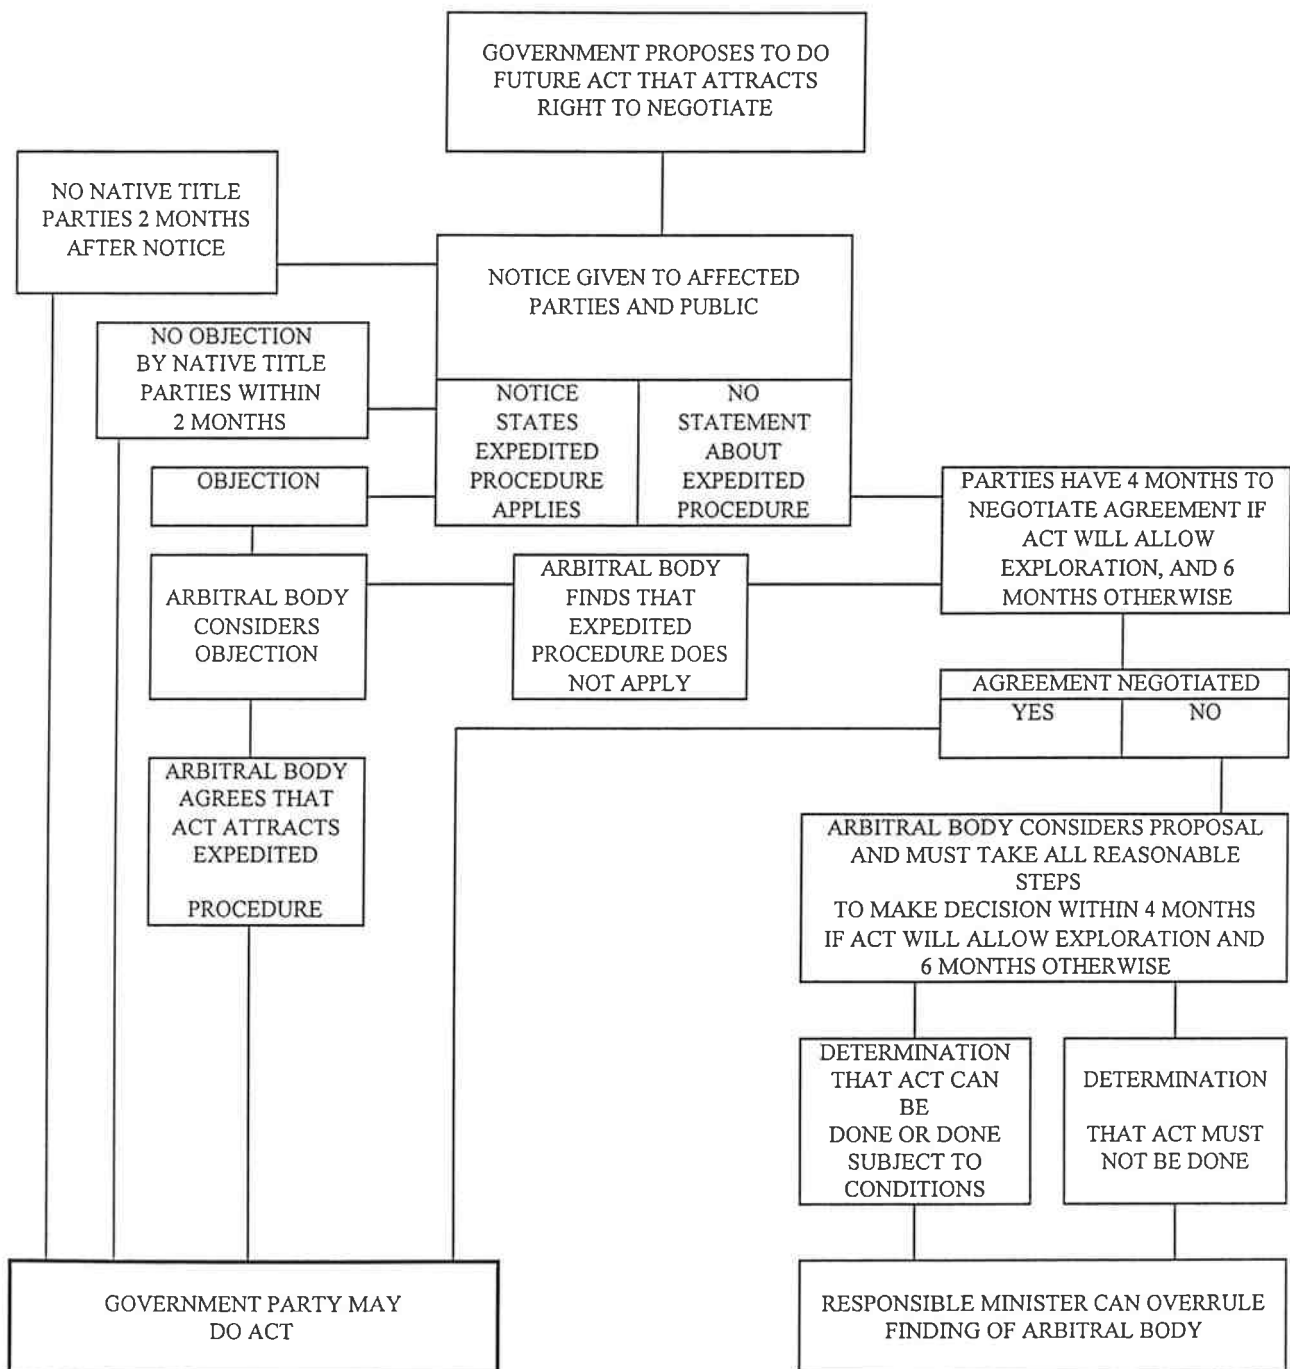 GOVERNMENT PROPOSES TO DO
FUTURE ACT THAT ATTRACTS
RIGHT TO NEGOTIATE
NO NATIVE TITLE
PARTIES 2 MONTHS
AFTER NOTICE
NOTICE GIVEN TO AFFECTED
PARTIES AND PUBLIC
NO OBJECTION
BY NATIVE TITLE
PARTIES WITHIN
2 MONTHS
NOTICE
STATES
EXPEDITED
PROCEDURE
APPLIES
NO
STATEMENT
ABOUT
EXPEDITED
PROCEDURE
OBJECTION
PARTIES HAVE 4 MONTHS TO
NEGOTIATE AGREEMENT IF
ACT WILL ALLOW
EXPLORATION, AND 6
MONTHS OTHERWISE
ARBITRAL BODY
CONSIDERS
OBJECTION
ARBITRAL BODY
FINDS THAT
EXPEDITED
PROCEDURE DOES
NOT APPLY
AGREEMENT NEGOTIATED
YES
NO
ARBITRAL BODY
AGREES THAT
ACT ATTRACTS
EXPEDITED
PROCEDURE
ARBITRAL BODY CONSIDERS PROPOSAL
AND MUST TAKE ALL REASONABLE
STEPS
TO MAKE DECISION WITHIN 4 MONTHS
IF ACT WILL ALLOW EXPLORATION AND
6 MONTHS OTHERWISE
DETERMINATION
THAT ACT CAN
BE
DONE OR DONE
SUBJECT TO
CONDITIONS
DETERMINATION
THAT ACT MUST
NOT BE DONE
GOVERNMENT PARTY MAY
DO ACT
RESPONSIBLE MINISTER CAN OVERRULE
FINDING OF ARBITRAL BODY